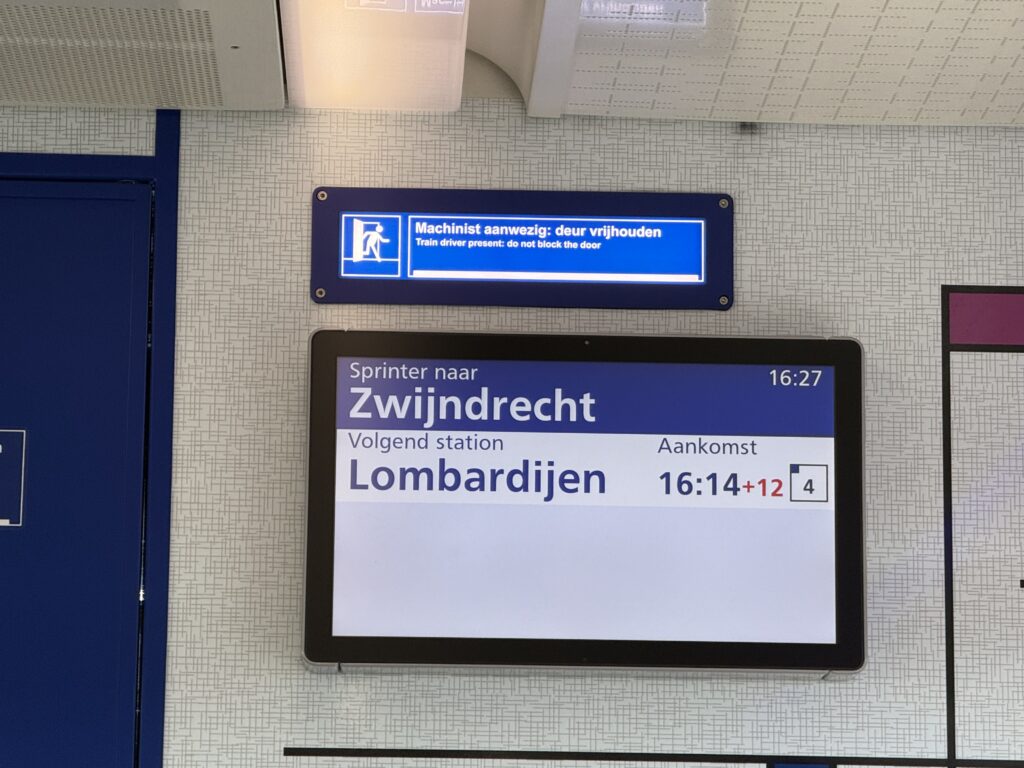 Machinist aanwezig: deur vrijhouden
Train driver present: do not block the door
Sprinter naar 16:27
Zwijndrecht
Volgend station Aankomst
Lombardijen 16:14+12 4